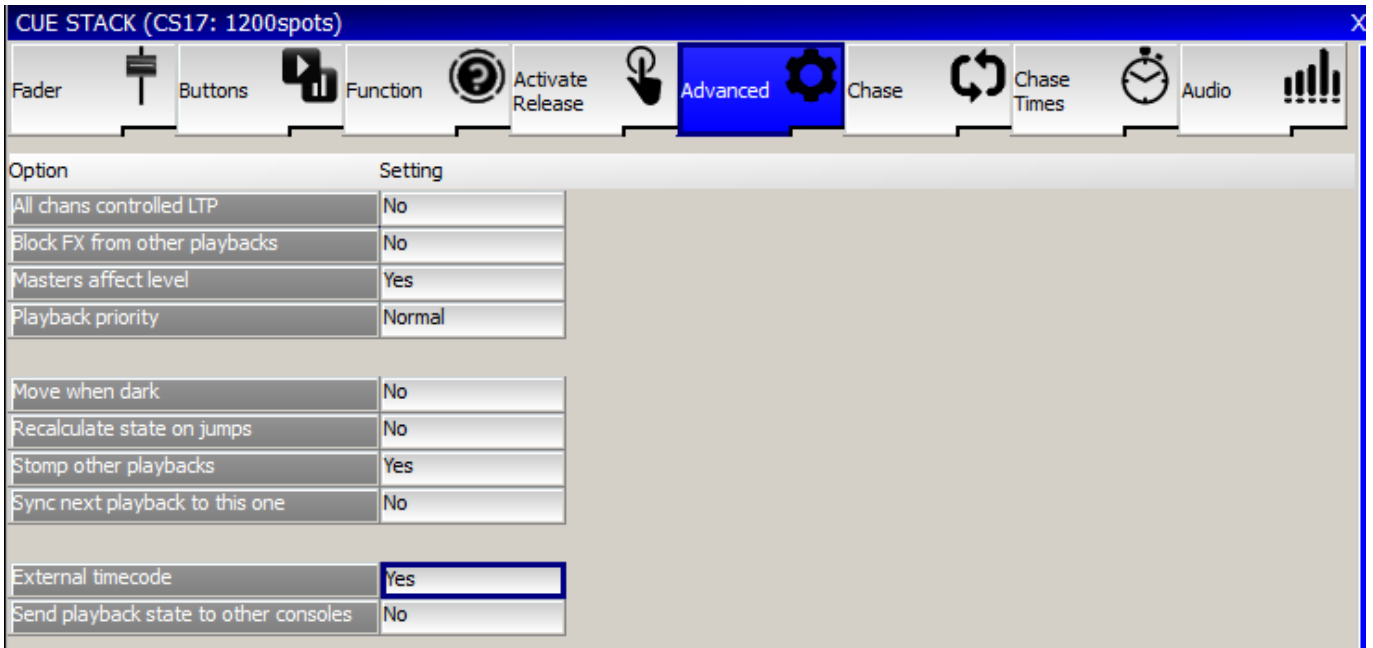 CUE STACK (CS17: 1200spots)
X
Fader
Buttons
Function
Activate
Release
Advanced
Chase
Chase
Times
Audio
Option Setting
All chans controlled LTP No
Block FX from other playbacks No
Masters affect level Yes
Playback priority Normal
Move when dark No
Recalculate state on jumps No
Stomp other playbacks Yes
Sync next playback to this one No
External timecode Yes
Send playback state to other consoles No